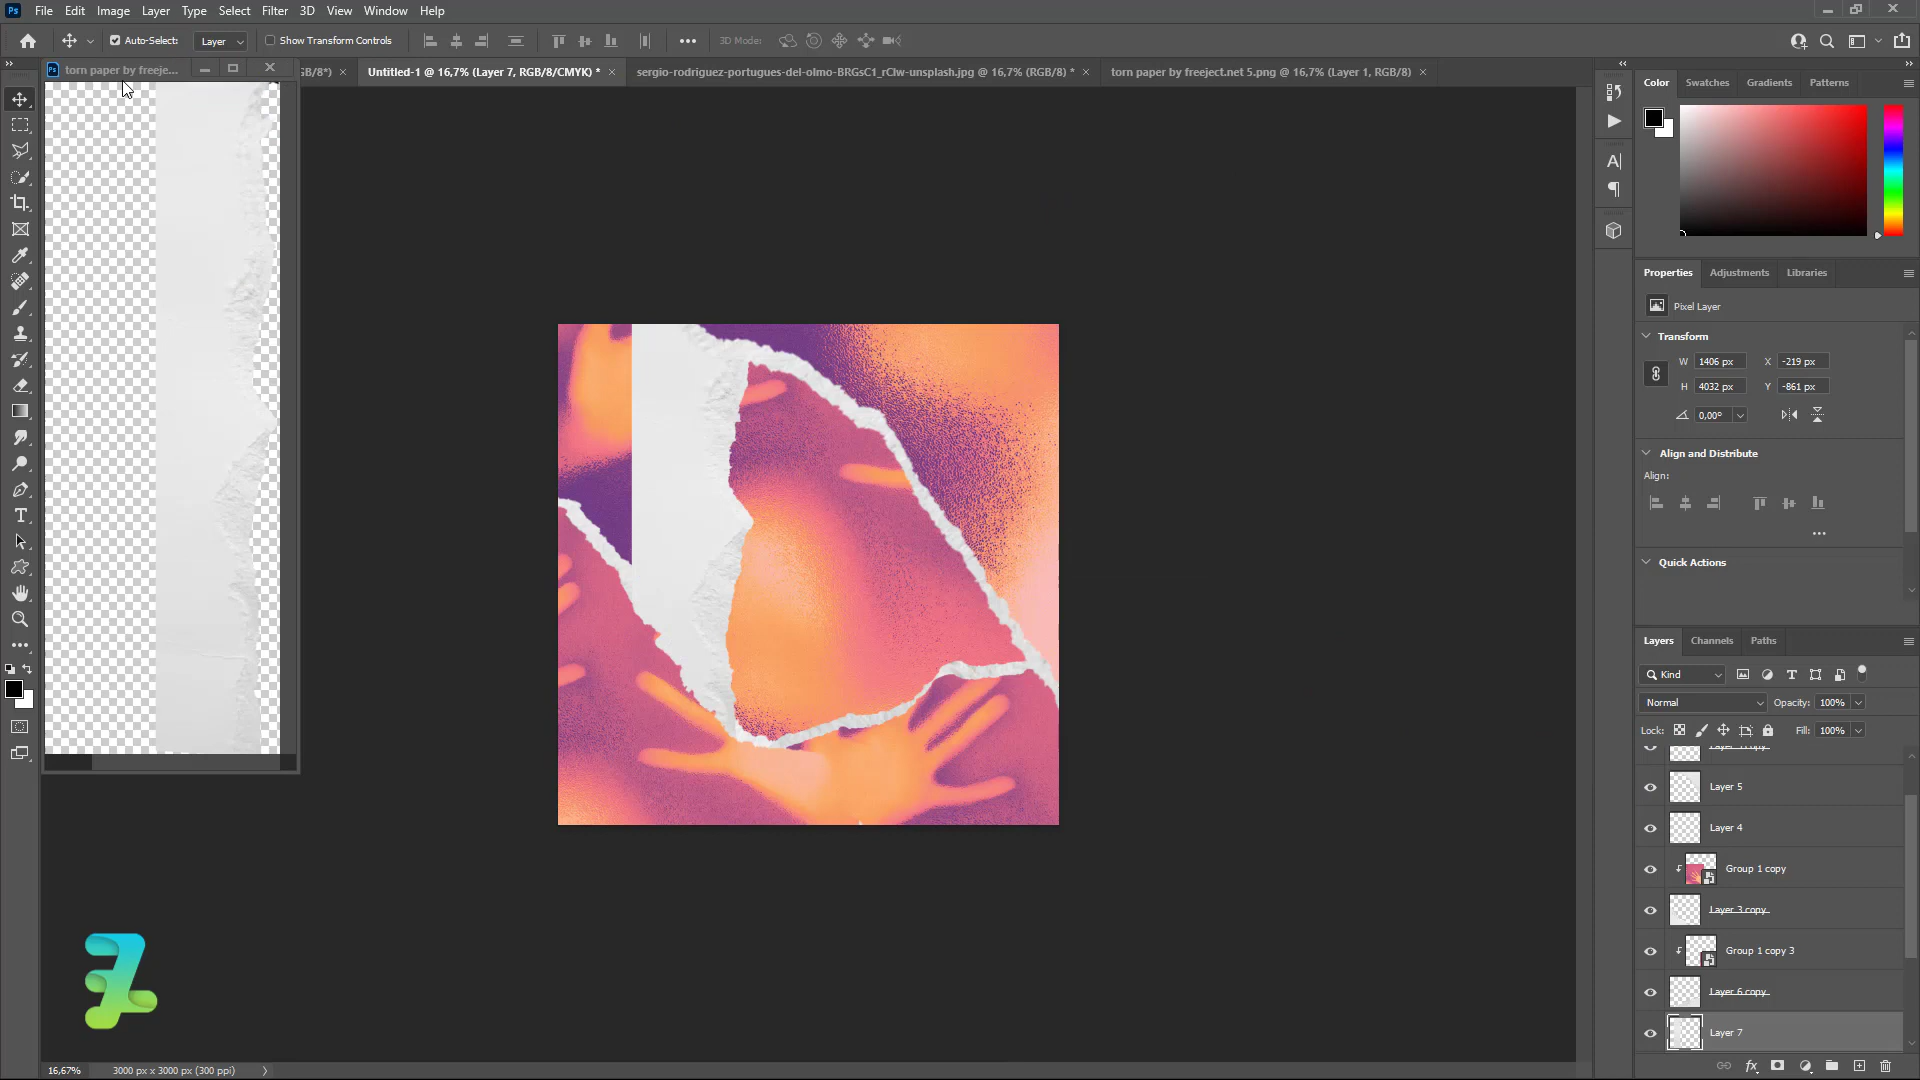 Ps File Edit Image Layer Type Select Filter 3D View Window Help
Auto-Select: Layer Show Transform Controls 3D Mode:
Ps torn paper by freeje...
GB/8*) × Untitled-1 @ 16,7% (Layer 7, RGB/8/CMYK) * × sergio-rodriguez-portugues-del-olmo-BRGsC1_rClw-unsplash.jpg @ 16,7% (RGB/8) * × torn paper by freeject.net 5.png @ 16,7% (Layer 1, RGB/8) ×
Color Swatches Gradients Patterns
Properties Adjustments Libraries
Pixel Layer
Transform
W 1406 px X -219 px
H 4032 px Y -861 px
0,00°
Align and Distribute
Align:
Quick Actions
Layers Channels Paths
Kind
Normal Opacity: 100%
Lock: Fill: 100%
Layer 5
Layer 4
Group 1 copy
Layer 3 copy
Group 1 copy 3
Layer 6 copy
Layer 7
16,67% 3000 px x 3000 px (300 ppi)